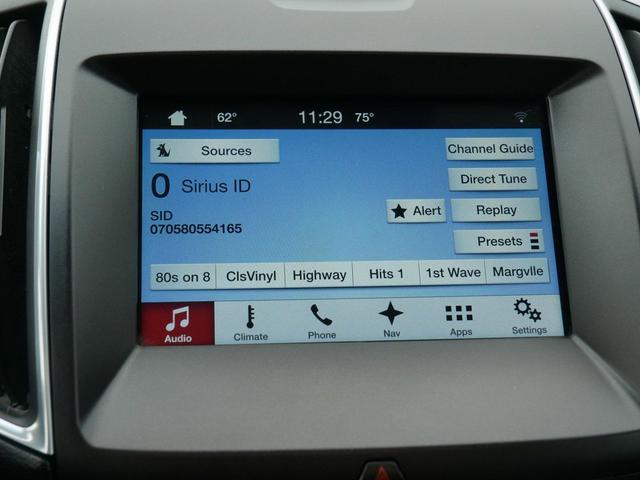 62° 11:29 75°
Sources
Channel Guide
0 Sirius ID
Direct Tune
SID
070580554165
Alert
Replay
Presets
80s on 8 ClsVinyl Highway Hits 1 1st Wave Margvlle
Audio Climate Phone Nav Apps Settings